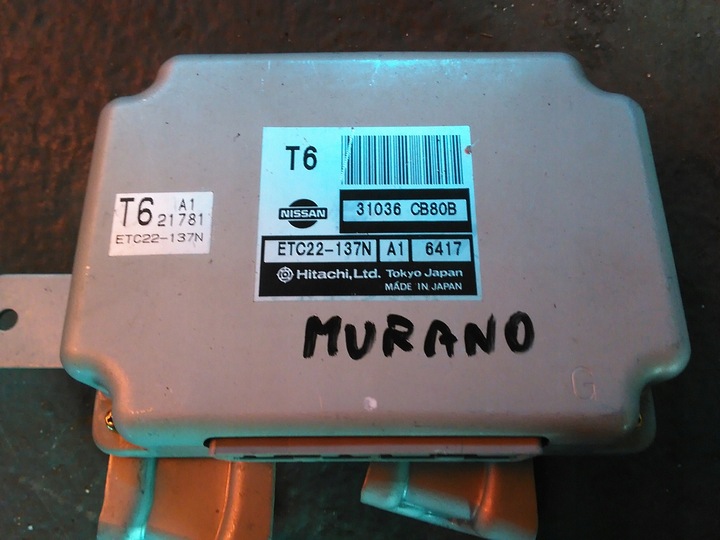 T6 A1
21781
ETC22-137N
T6
NISSAN
31036 CB80B
ETC22-137N A1 6417
Hitachi,Ltd. Tokyo Japan
MADE IN JAPAN
MURANO
G